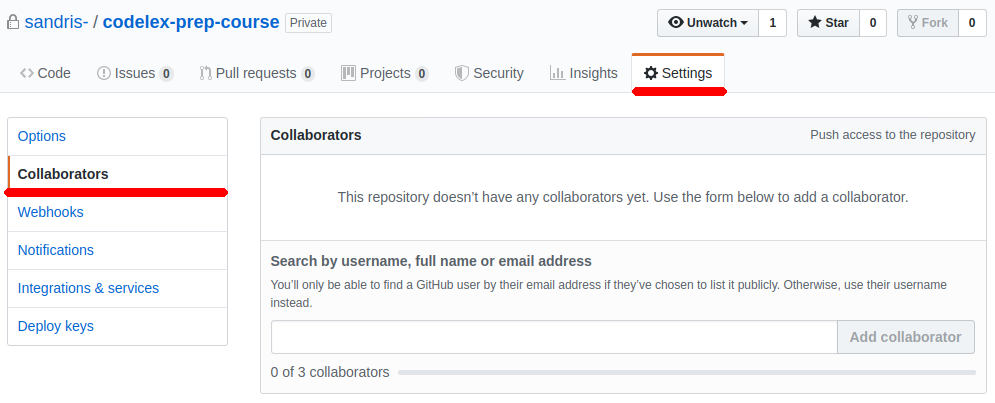 sandris- / codelex-prep-course Private
Unwatch 1 Star 0 Fork 0
Code Issues 0 Pull requests 0 Projects 0 Security Insights Settings
Options
Collaborators
Webhooks
Notifications
Integrations & services
Deploy keys
Collaborators Push access to the repository
This repository doesn't have any collaborators yet. Use the form below to add a collaborator.
Search by username, full name or email address
You'll only be able to find a GitHub user by their email address if they've chosen to list it publicly. Otherwise, use their username
instead.
Add collaborator
0 of 3 collaborators